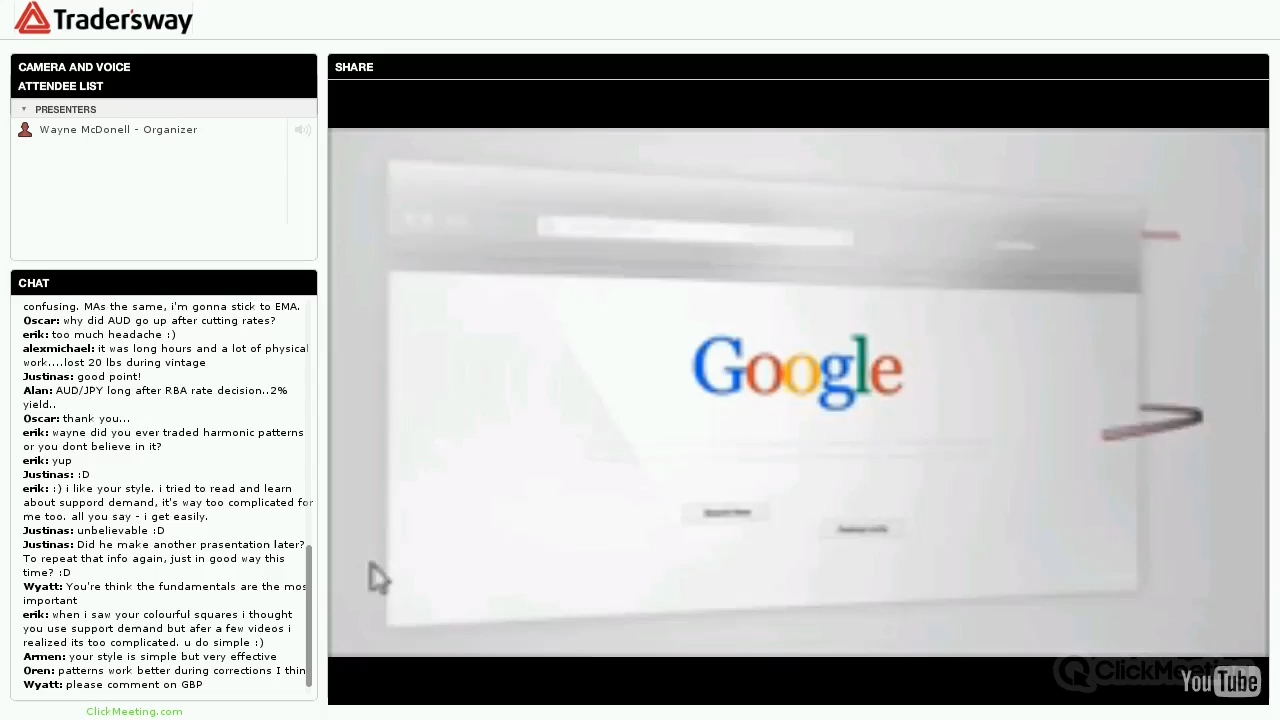 Tradersway
CAMERA AND VOICE
ATTENDEE LIST
PRESENTERS
Wayne McDonell - Organizer
CHAT
confusing. MAs the same, i'm gonna stick to EMA.
Oscar: why did AUD go up after cutting rates?
erik: too much headache :)
alexmichael: it was long hours and a lot of physical
work....lost 20 lbs during vintage
Justinas: good point!
Alan: AUD/JPY long after RBA rate decision..2%
yield..
Oscar: thank you...
erik: wayne did you ever traded harmonic patterns
or you dont believe in it?
erik: yup
Justinas: :D
erik: :) i like your style. i tried to read and learn
about suppord demand, it's way too complicated for
me too. all you say - i get easily.
Justinas: unbelievable :D
Justinas: Did he make another prasentation later?
To repeat that info again, just in good way this
time? :D
Wyatt: You're think the fundamentals are the mos
important
erik: when i saw your colourful squares i thought
you use support demand but afer a few videos i
realized its too complicated. u do simple :)
Armen: your style is simple but very effective
Oren: patterns work better during corrections I thin
Wyatt: please comment on GBP
ClickMeeting.com
SHARE
Google
ClickMeeting
YouTube